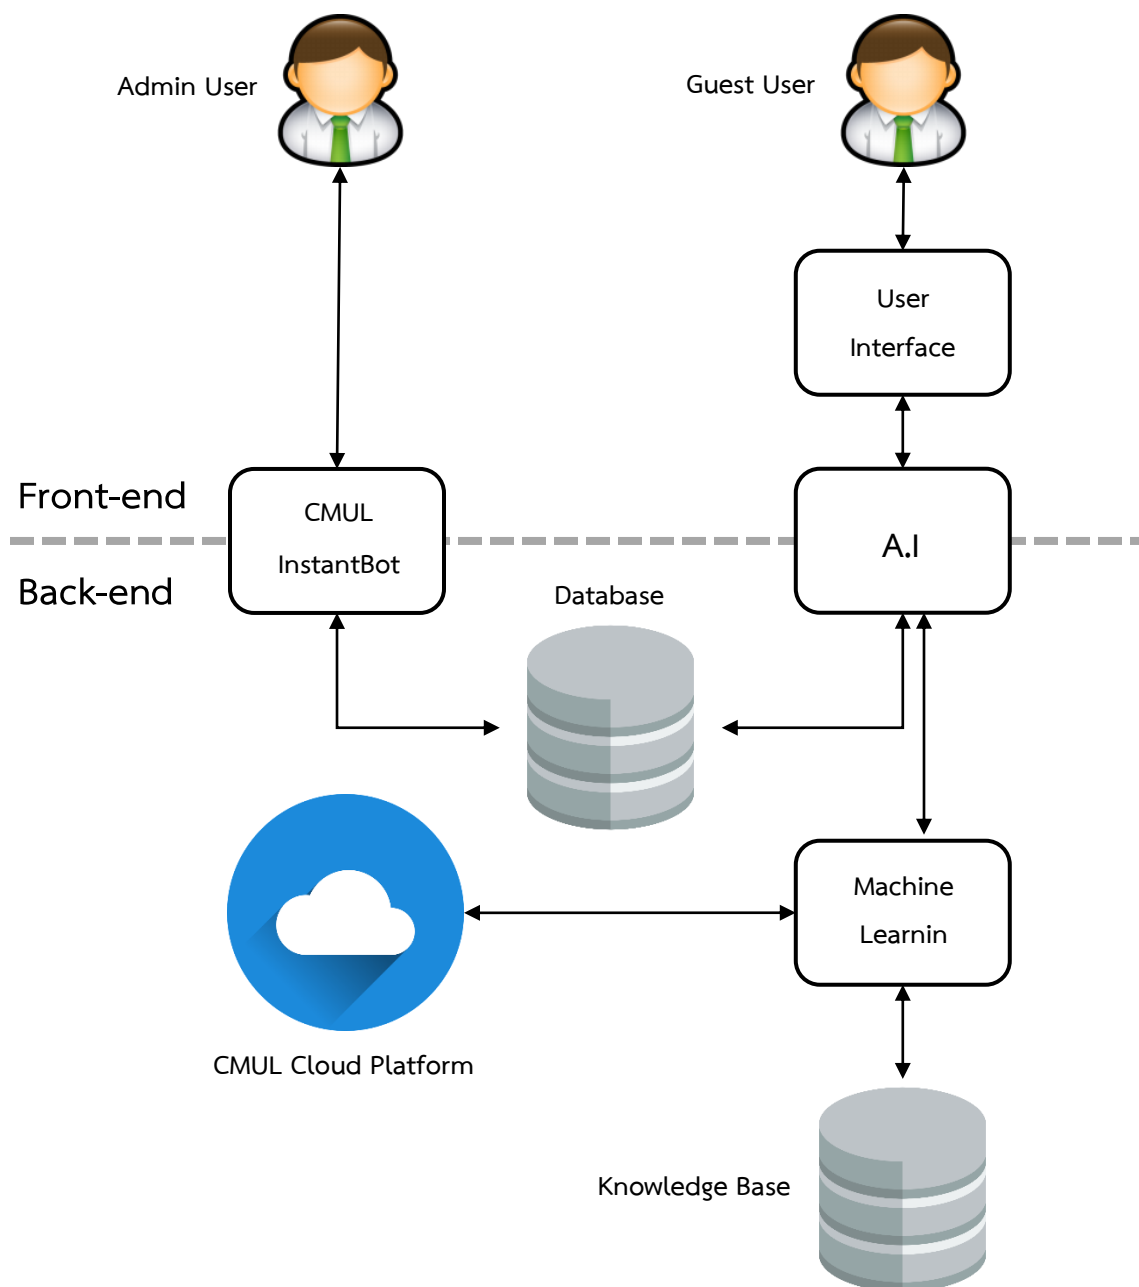 Admin User
Guest User
User
Interface
Front-end
CMUL
InstantBot
A.I
Back-end
Database
Machine
Learnin
CMUL Cloud Platform
Knowledge Base